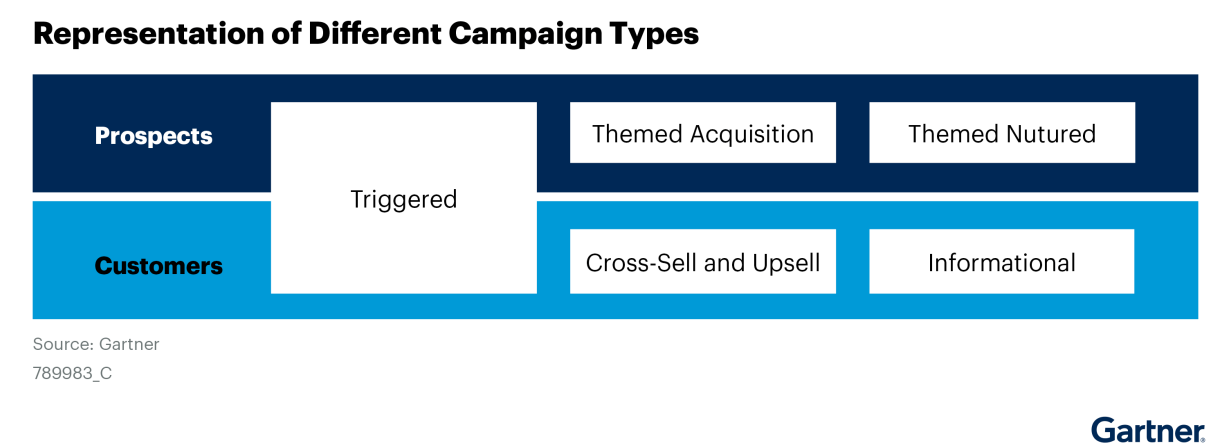 Representation of Different Campaign Types
Prospects
Triggered
Themed Acquisition
Themed Nutured
Customers
Cross-Sell and Upsell
Informational
Source: Gartner
789983_C
Gartner®